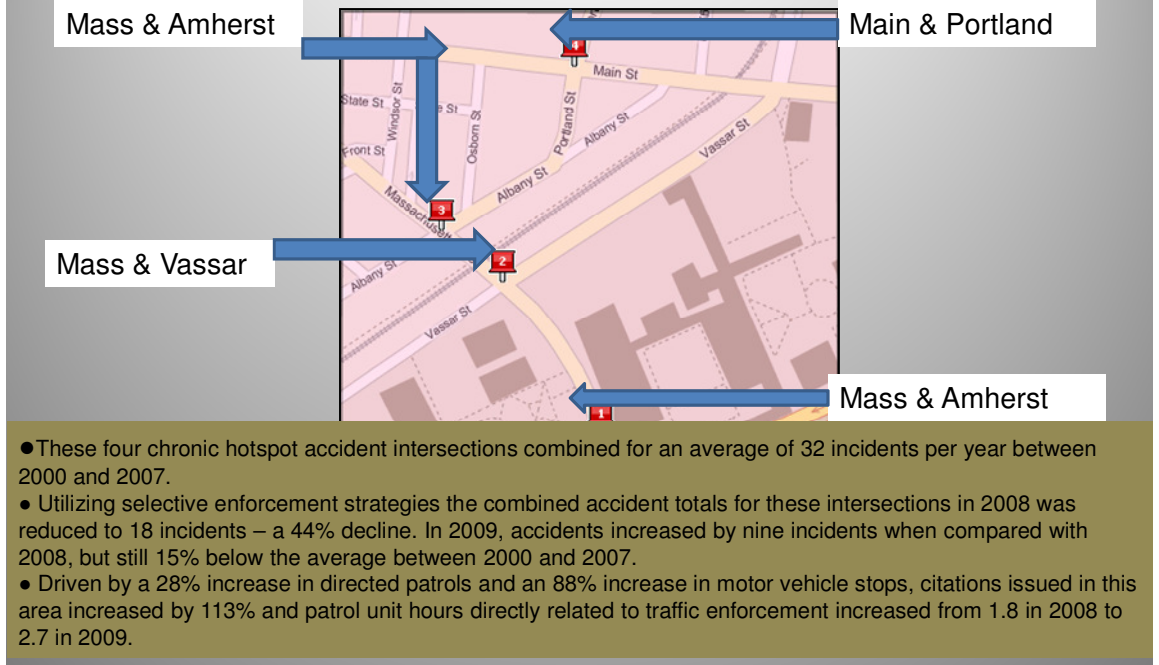 Mass & Amherst
Main & Portland
4
Main St
State St
e St
Windsor St
Osborn St
Portland St
Albany St
Vassar St
Front St
Albany St
Massachusett
3
Mass & Vassar
2
Albany St
Vassar St
Mass & Amherst
1
●These four chronic hotspot accident intersections combined for an average of 32 incidents per year between
2000 and 2007.
● Utilizing selective enforcement strategies the combined accident totals for these intersections in 2008 was
reduced to 18 incidents – a 44% decline. In 2009, accidents increased by nine incidents when compared with
2008, but still 15% below the average between 2000 and 2007.
● Driven by a 28% increase in directed patrols and an 88% increase in motor vehicle stops, citations issued in this
area increased by 113% and patrol unit hours directly related to traffic enforcement increased from 1.8 in 2008 to
2.7 in 2009.